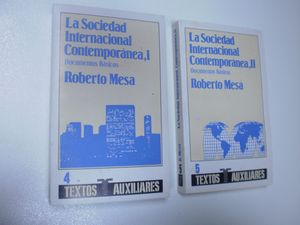 La Sociedad
Internacional
Contemporánea, I
Documentos Básicos
Roberto Mesa
4
TEXTOS AUXILIARES
La Sociedad
Internacional
Contemporánea, II
Documentos Básicos
Roberto Mesa
5
TEXTOS AUXILIARES